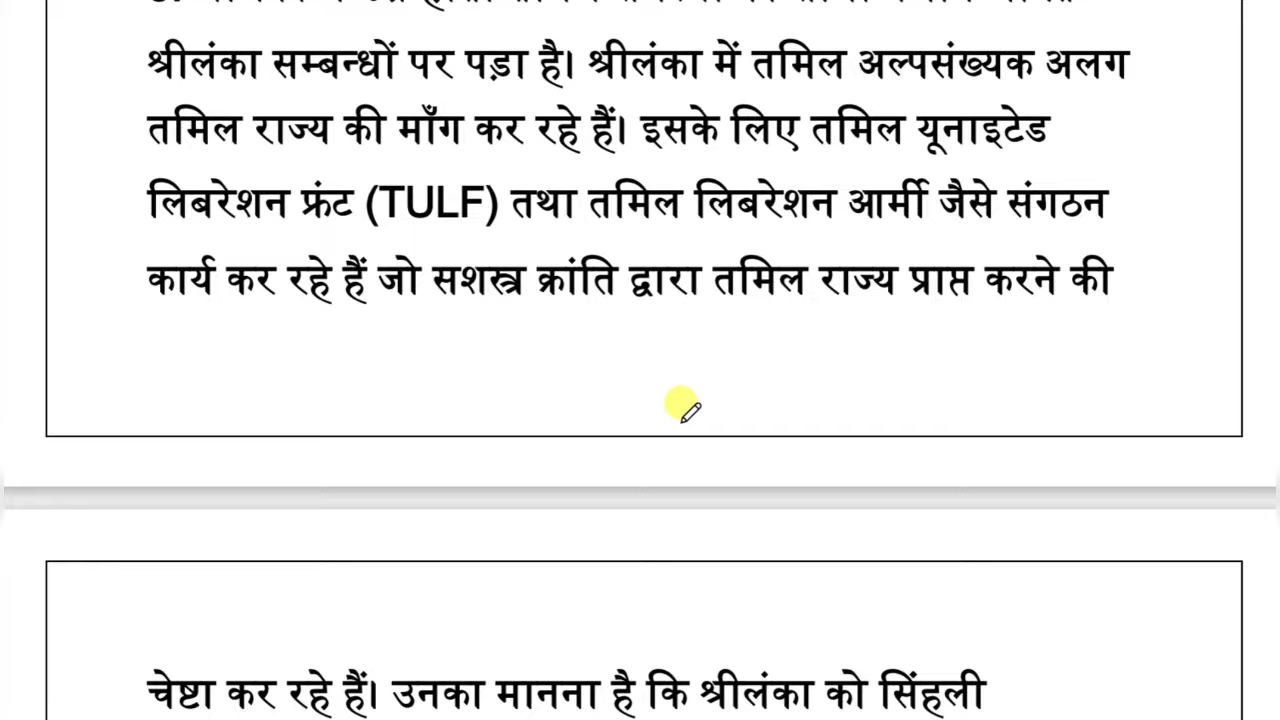 श्रीलंका सम्बन्धों पर पड़ा है। श्रीलंका में तमिल अल्पसंख्यक अलग
तमिल राज्य की माँग कर रहे हैं। इसके लिए तमिल यूनाइटेड
लिबरेशन फ्रंट (TULF) तथा तमिल लिबरेशन आर्मी जैसे संगठन
कार्य कर रहे हैं जो सशस्त्र क्रांति द्वारा तमिल राज्य प्राप्त करने की
चेष्टा कर रहे हैं। उनका मानना है कि श्रीलंका को सिंहली